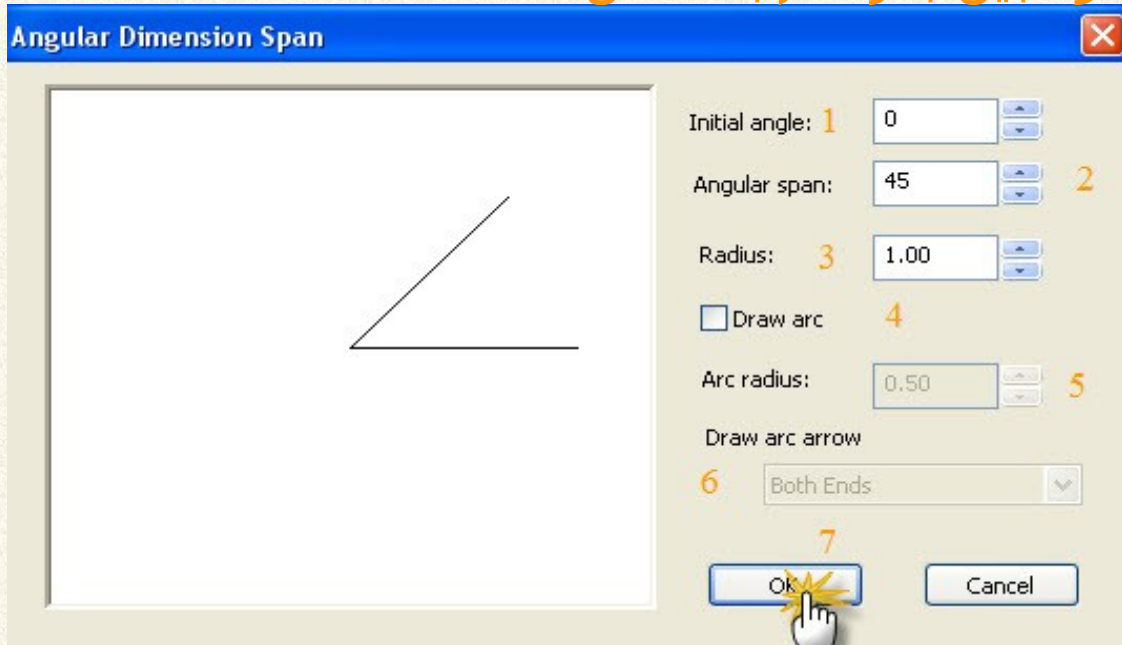 Angular Dimension Span
Initial angle: 1 0
Angular span: 45 2
Radius: 3 1.00
Draw arc 4
Arc radius: 0.50 5
Draw arc arrow
6 Both Ends
7
OK Cancel